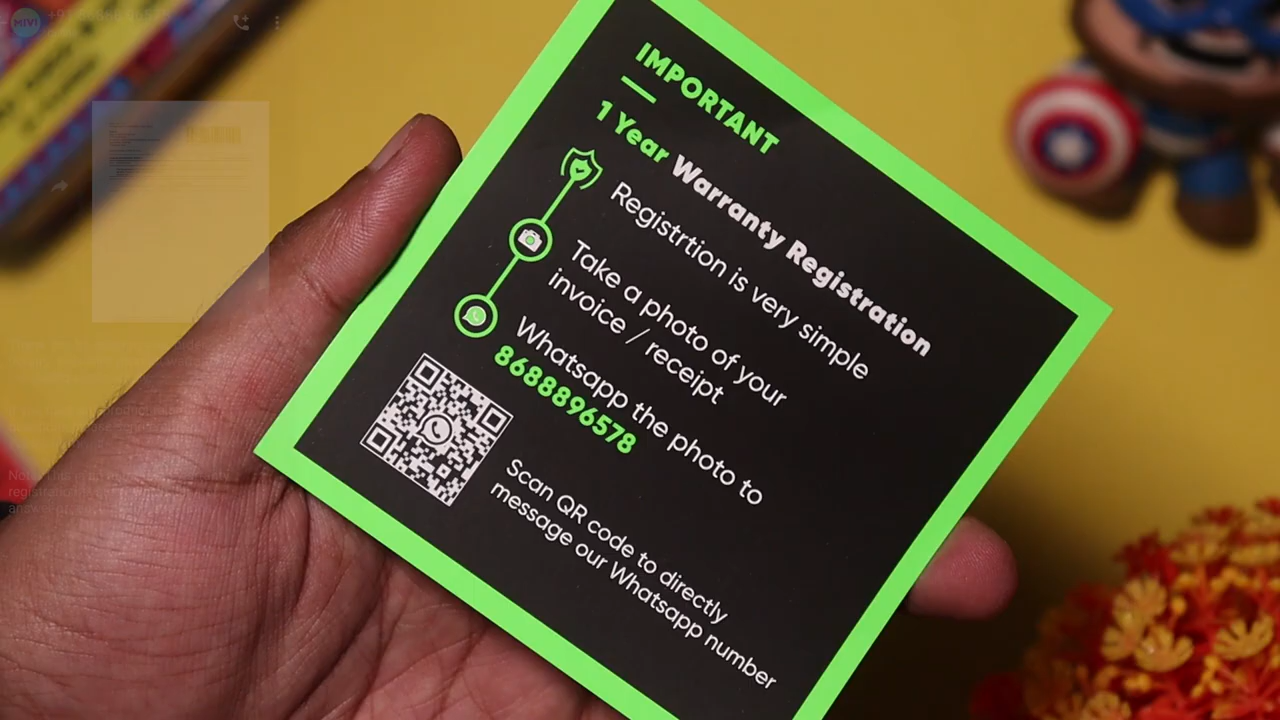 IMPORTANT
1 Year Warranty Registration
Registrtion is very simple
Take a photo of your
invoice / receipt
Whatsapp the photo to
8688896578
Scan QR code to directly
message our Whatsapp number
MIVI